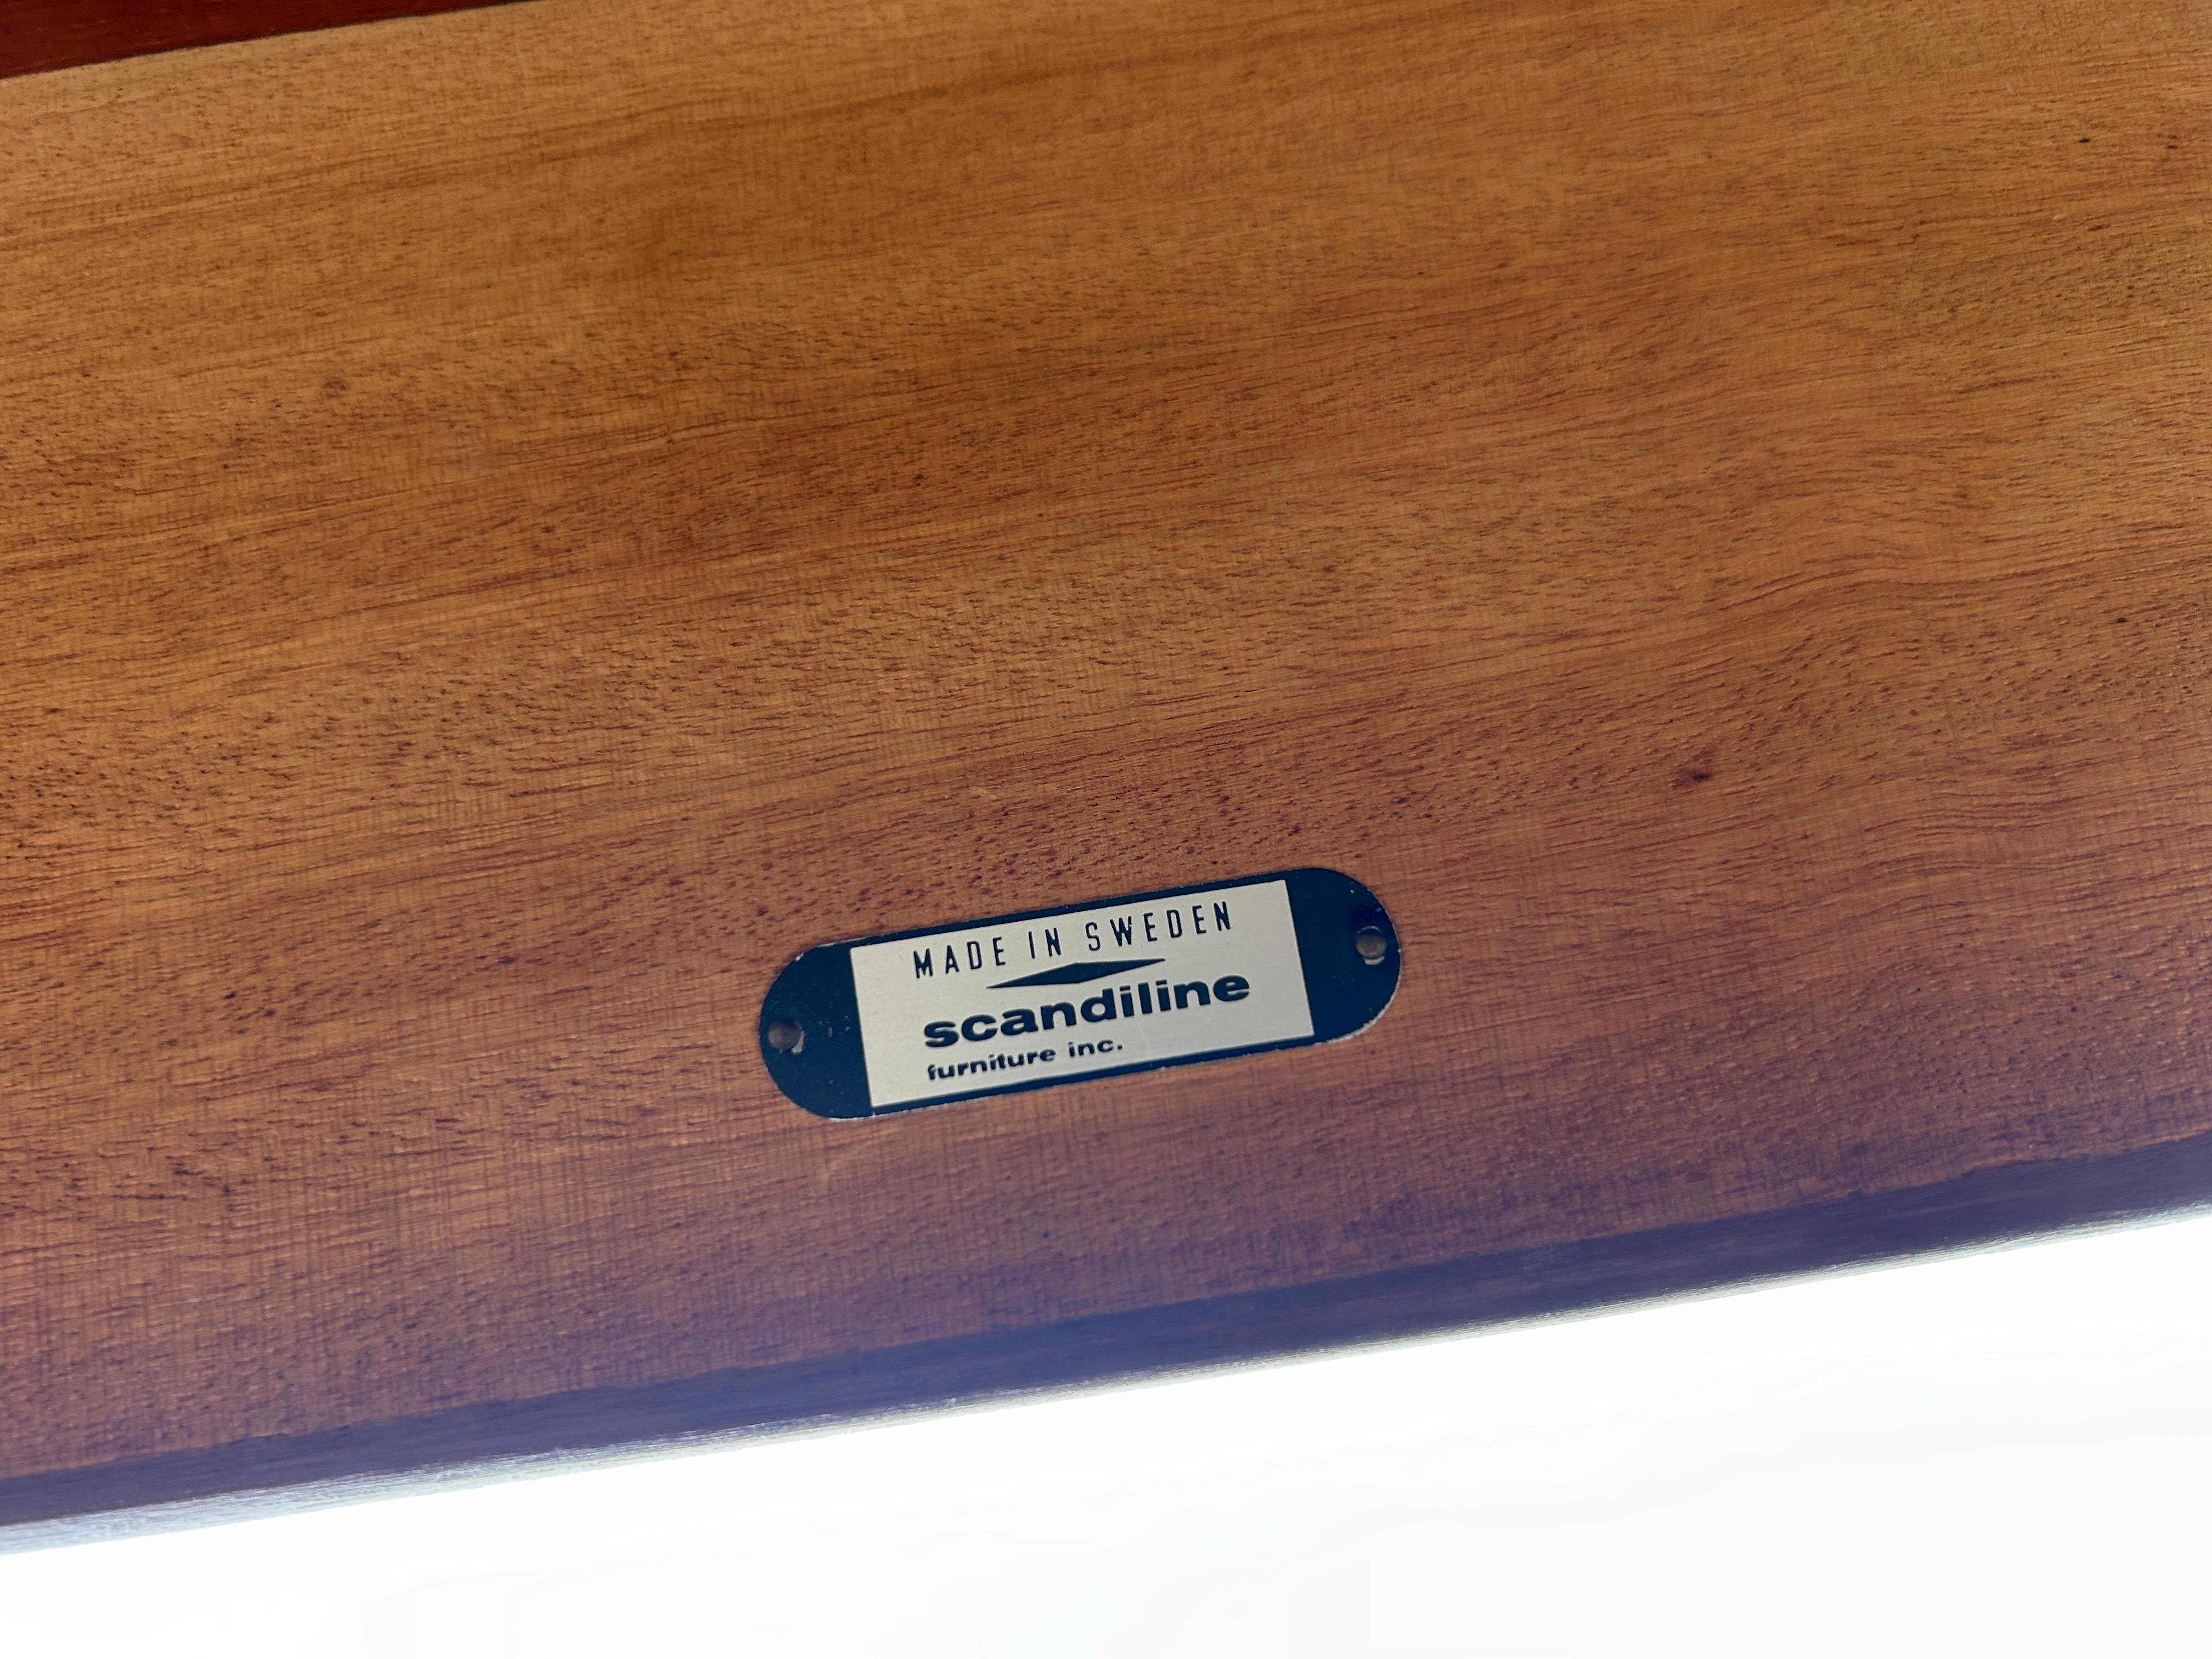 MADE IN SWEDEN
scandiline
furniture inc.